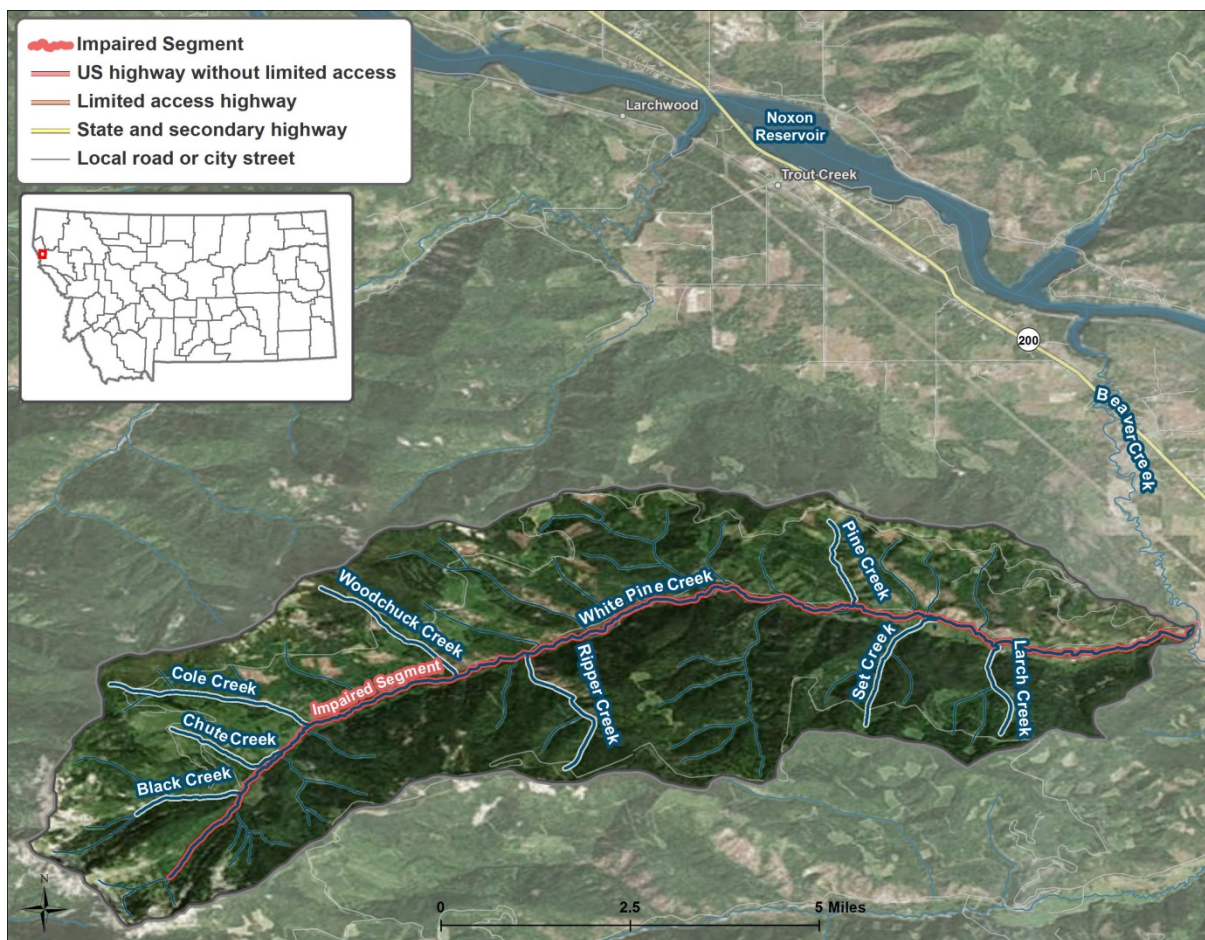 Impaired Segment
US highway without limited access
Limited access highway
State and secondary highway
Local road or city street
Larchwood
Noxon
Reservoir
Trout Creek
200
Beaver Creek
Pine Creek
Woodchuck Creek
White Pine Creek
Set Creek
Larch Creek
Ripper Creek
Impaired Segment
Cole Creek
Chute Creek
Black Creek
N
0
2.5
5 Miles